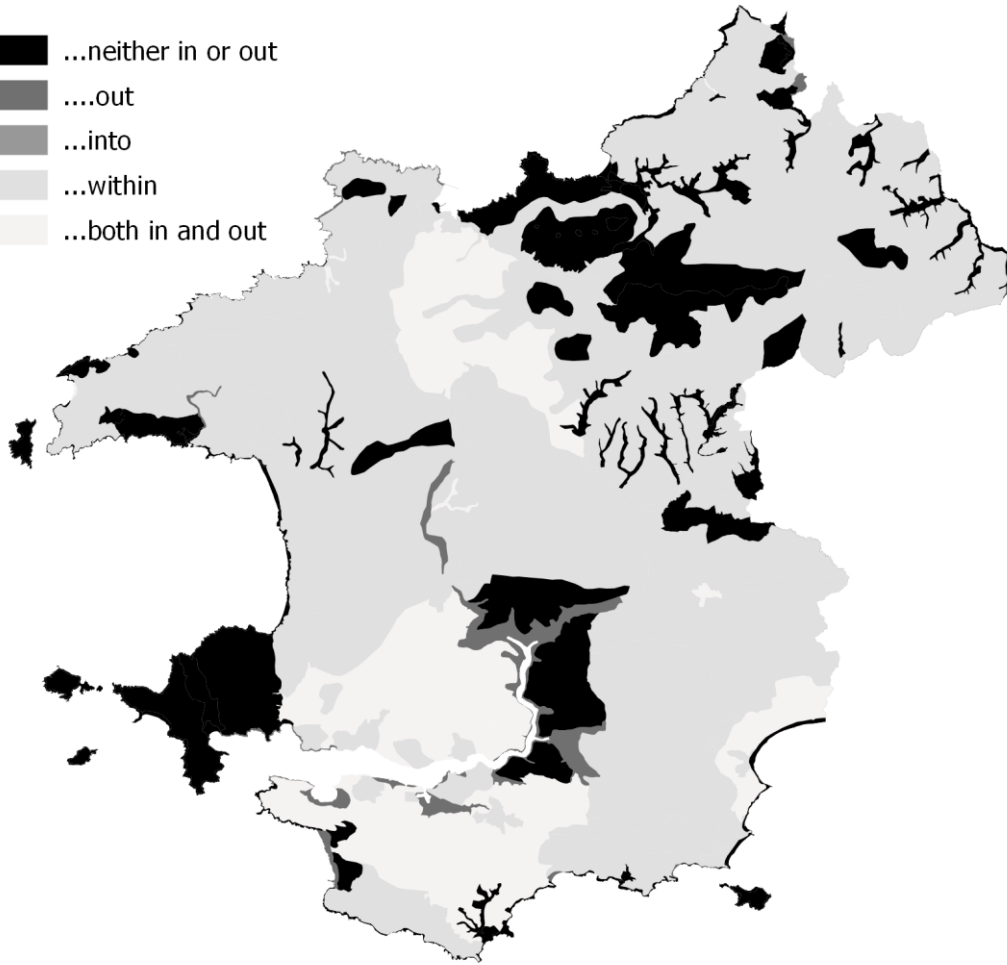 ...neither in or out
....out
...into
...within
...both in and out